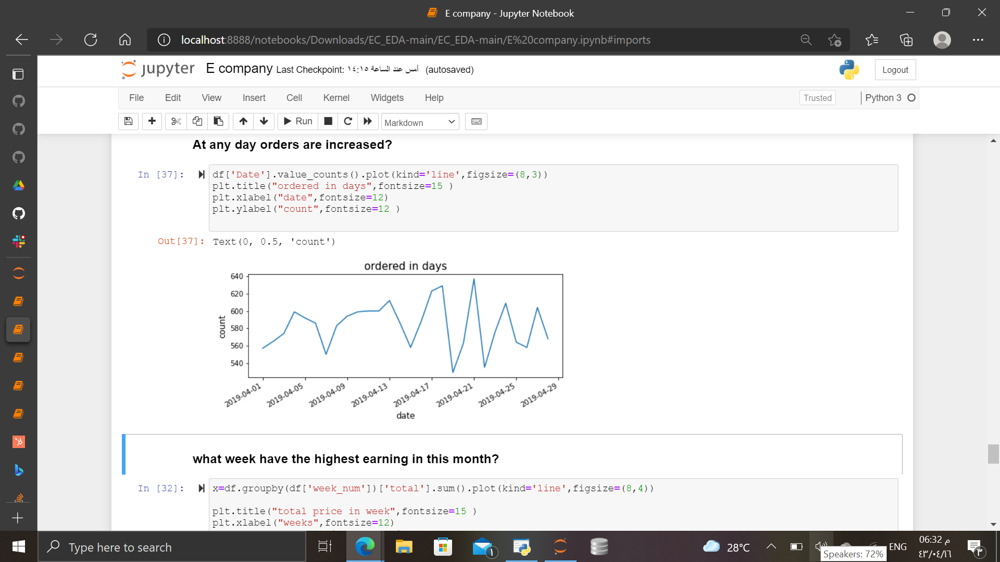 E company - Jupyter Notebook
localhost:8888/notebooks/Downloads/EC_EDA-main/EC_EDA-main/E%20company.ipynb#imports
jupyter E company Last Checkpoint: أمس عند الساعة ١٤:١٥ (autosaved)
Logout
File Edit View Insert Cell Kernel Widgets Help
Trusted
Python 3
Run
Markdown
At any day orders are increased?
In [37]:
df['Date'].value_counts().plot(kind='line',figsize=(8,3))
plt.title("ordered in days",fontsize=15 )
plt.xlabel("date",fontsize=12)
plt.ylabel("count",fontsize=12 )
Out[37]: Text(0, 0.5, 'count')
ordered in days
640
620
600
580
560
540
count
2019-04-01 2019-04-05 2019-04-09 2019-04-13 2019-04-17 2019-04-21 2019-04-25 2019-04-29
date
what week have the highest earning in this month?
In [32]:
x=df.groupby(df['week_num'])['total'].sum().plot(kind='line',figsize=(8,4))
plt.title("total price in week",fontsize=15 )
plt.xlabel("weeks",fontsize=12)
Type here to search
١
28°C
ENG
06:32 م
٤٣/٠٤/١٦
٣
Speakers: 72%